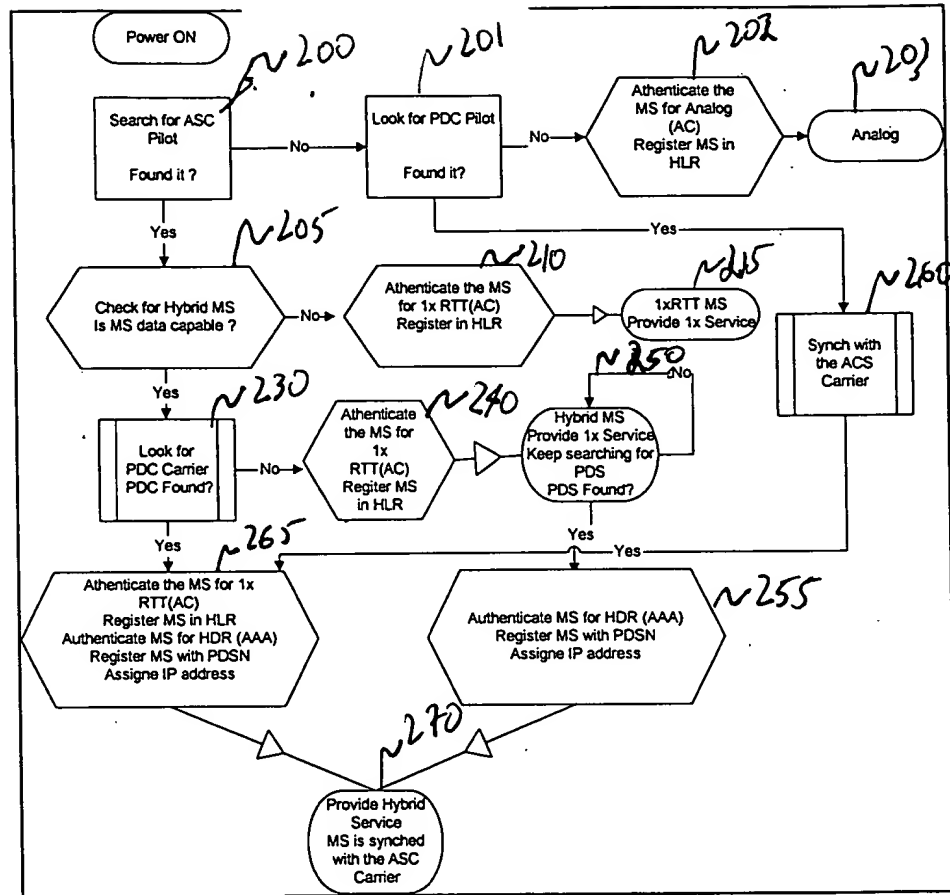 Power ON
~200
Search for ASC
Pilot
Found it ?
No
~201
Look for PDC Pilot
Found it?
No
~202
Athenticate the
MS for Analog
(AC)
Register MS in
HLR
~203
Analog
Yes
Yes
~205
Check for Hybrid MS
Is MS data capable ?
No
~210
Athenticate the MS
for 1x RTT(AC)
Register in HLR
~215
1xRTT MS
Provide 1x Service
~260
Synch with
the ACS
Carrier
Yes
~230
Look for
PDC Carrier
PDC Found?
No
~240
Athenticate
the MS for
1x
RTT(AC)
Regiter MS
in HLR
~250
No
Hybrid MS
Provide 1x Service
Keep searching for
PDS
PDS Found?
Yes
Yes
Yes
~265
Athenticate the MS for 1x
RTT(AC)
Register MS in HLR
Authenticate MS for HDR (AAA)
Register MS with PDSN
Assigne IP address
~255
Authenticate MS for HDR (AAA)
Register MS with PDSN
Assigne IP address
~270
Provide Hybrid
Service
MS is synched
with the ASC
Carrier